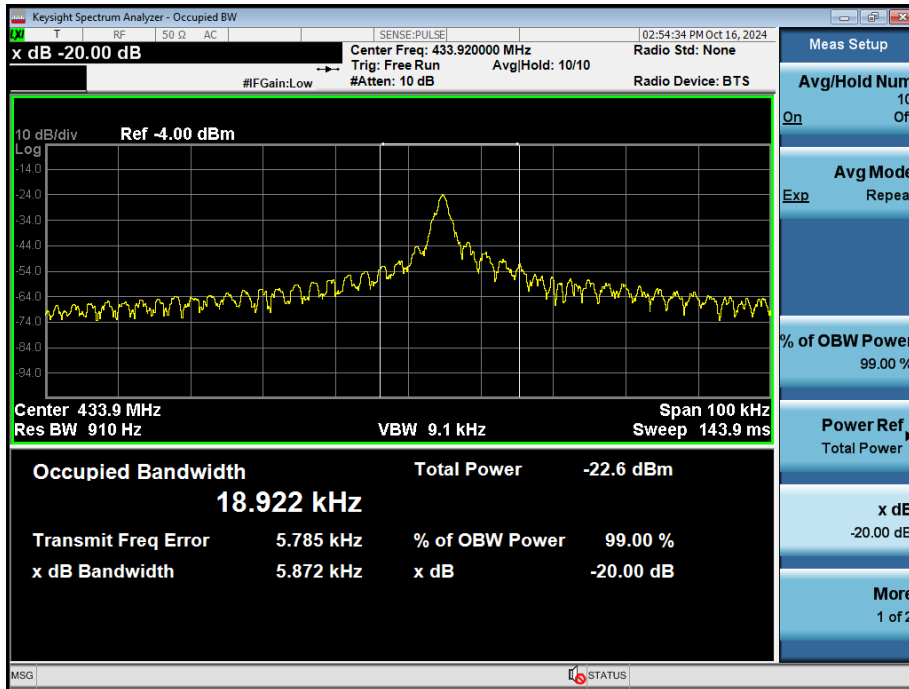 Keysight Spectrum Analyzer - Occupied BW
LXI T RF 50 Ω AC SENSE:PULSE 02:54:34 PM Oct 16, 2024
x dB -20.00 dB
Center Freq: 433.920000 MHz
Radio Std: None
Trig: Free Run Avg|Hold: 10/10
#IFGain:Low
#Atten: 10 dB
Radio Device: BTS
10 dB/div Ref -4.00 dBm
Log
-14.0
-24.0
-34.0
-44.0
-54.0
-64.0
-74.0
-84.0
-94.0
Center 433.9 MHz
Span 100 kHz
Res BW 910 Hz
VBW 9.1 kHz
Sweep 143.9 ms
Occupied Bandwidth
Total Power -22.6 dBm
18.922 kHz
Transmit Freq Error 5.785 kHz
% of OBW Power 99.00 %
x dB Bandwidth 5.872 kHz
x dB -20.00 dB
MSG
STATUS
Meas Setup
Avg/Hold Num
10
On Of
Avg Mode
Exp Repea
% of OBW Power
99.00 %
Power Ref
Total Power
x dB
-20.00 dB
More
1 of 2